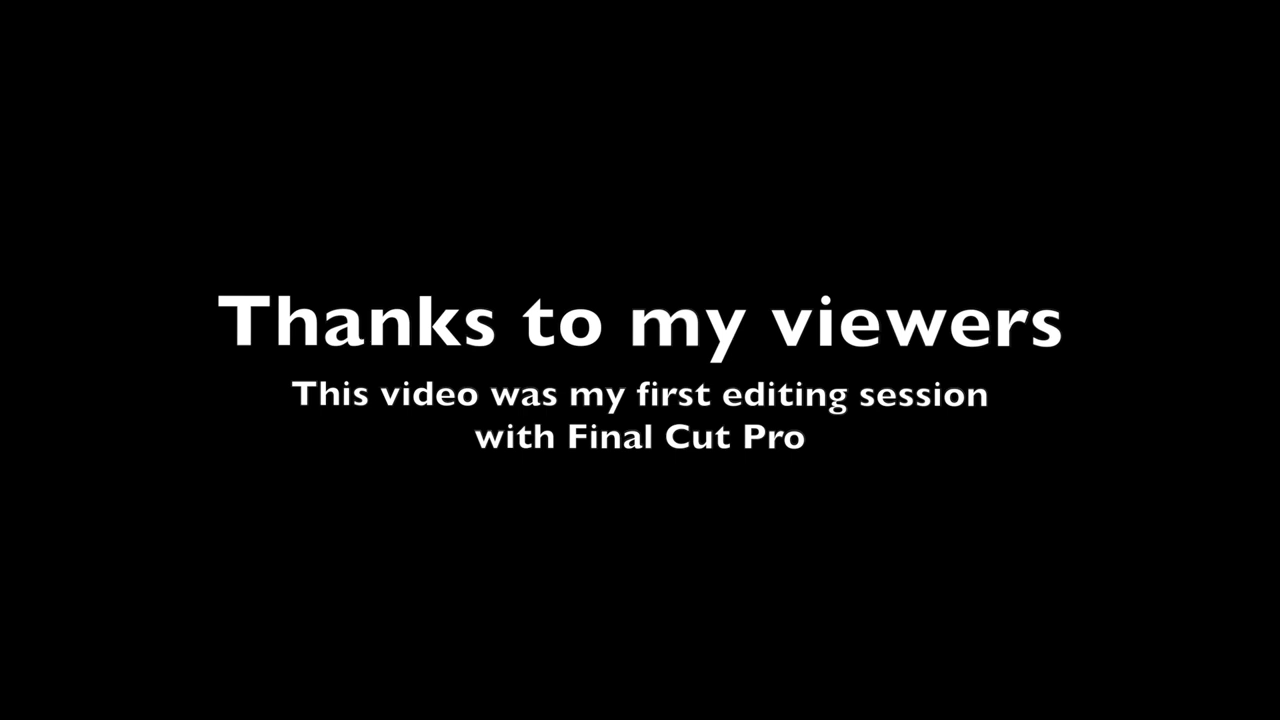 Thanks to my viewers
This video was my first editing session
with Final Cut Pro